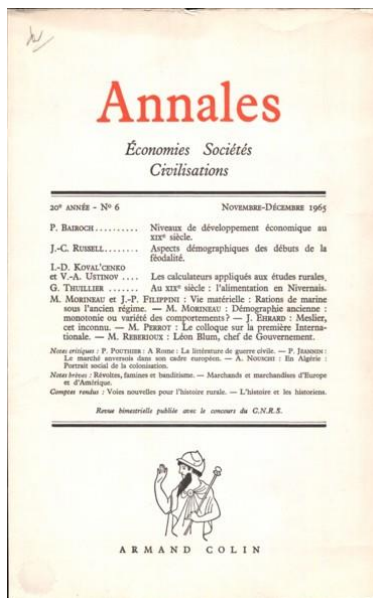 Annales
Économies Sociétés
Civilisations
20e ANNÉE - No 6 NOVEMBRE-DÉCEMBRE 1965
P. BAIROCH.......... Niveaux de développement économique au
XIXe siècle.
J.-C. RUSSELL........ Aspects démographiques des débuts de la
féodalité.
I.-D. KOVAL'CENKO
et V.-A. USTINOV .... Les calculateurs appliqués aux études rurales.
G. THUILLIER ....... Au XIXe siècle : l'alimentation en Nivernais.
M. MORINEAU et J.-P. FILIPPINI : Vie matérielle : Rations de marine
sous l'ancien régime. — M. MORINEAU : Démographie ancienne :
monotonie ou variété des comportements? — J. EHRARD : Meslier,
cet inconnu. — M. PERROT : Le colloque sur la première Interna-
tionale. — M. REBERIOUX : Léon Blum, chef de Gouvernement.
Notes critiques : P. POUTHIER : A Rome : La littérature de guerre civile. — P. JEANNIN :
Le marché anversois dans son cadre européen. — A. NOUSCHI : En Algérie :
Portrait social de la colonisation.
Notes brèves : Révoltes, famines et banditisme. — Marchands et marchandises d'Europe
et d'Amérique.
Comptes rendus : Voies nouvelles pour l'histoire rurale. — L'histoire et les historiens.
Revue bimestrielle publiée avec le concours du C.N.R.S.
ARMAND COLIN